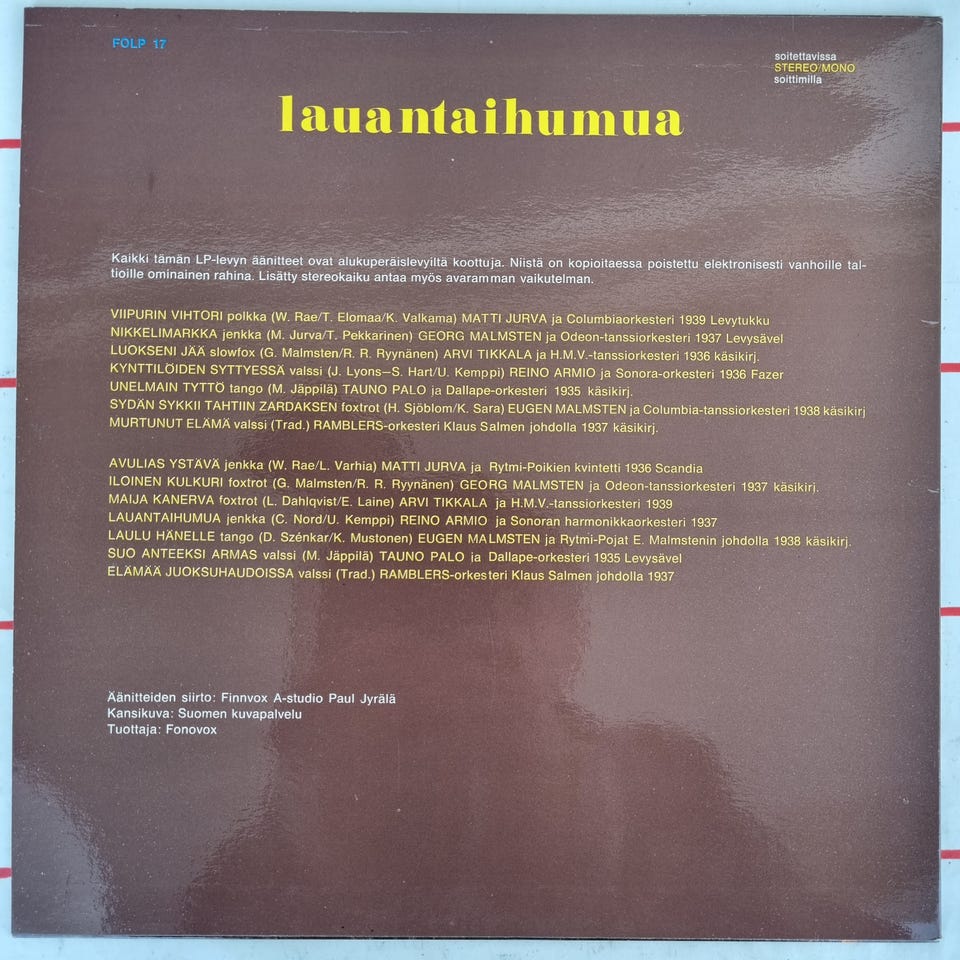 FOLP 17
soitettavissa
STEREO/MONO
soittimilla
lauantaihumua
Kaikki tämän LP-levyn äänitteet ovat alukuperäislevyiltä koottuja. Niistä on kopioitaessa poistettu elektronisesti vanhoille tal-
tioille ominainen rahina. Lisätty stereokaiku antaa myös avaramman vaikutelman.
VIIPURIN VIHTORI polkka (W. Rae/T. Elomaa/K. Valkama) MATTI JURVA ja Columbiaorkesteri 1939 Levytukku
NIKKELIMARKKA jenkka (M. Jurva/T. Pekkarinen) GEORG MALMSTEN ja Odeon-tanssiorkesteri 1937 Levysävel
LUOKSENI JÄÄ slowfox (G. Malmsten/R. R. Ryynänen) ARVI TIKKALA ja H.M.V.-tanssiorkesteri 1936 käsikirj.
KYNTTILÖIDEN SYTTYESSÄ valssi (J. Lyons–S. Hart/U. Kemppi) REINO ARMIO ja Sonora-orkesteri 1936 Fazer
UNELMAIN TYTTÖ tango (M. Jäppilä) TAUNO PALO ja Dallape-orkesteri 1935 käsikirj.
SYDÄN SYKKII TAHTIIN ZARDAKSEN foxtrot (H. Sjöblom/K. Sara) EUGEN MALMSTEN ja Columbia-tanssiorkesteri 1938 käsikirj
MURTUNUT ELÄMÄ valssi (Trad.) RAMBLERS-orkesteri Klaus Salmen johdolla 1937 käsikirj.
AVULIAS YSTÄVÄ jenkka (W. Rae/L. Varhia) MATTI JURVA ja Rytmi-Poikien kvintetti 1936 Scandia
ILOINEN KULKURI foxtrot (G. Malmsten/R. R. Ryynänen) GEORG MALMSTEN ja Odeon-tanssiorkesteri 1937 käsikirj.
MAIJA KANERVA foxtrot (L. Dahlqvist/E. Laine) ARVI TIKKALA ja H.M.V.-tanssiorkesteri 1939
LAUANTAIHUMUA jenkka (C. Nord/U. Kemppi) REINO ARMIO ja Sonoran harmonikkaorkesteri 1937
LAULU HÄNELLE tango (D. Szénkar/K. Mustonen) EUGEN MALMSTEN ja Rytmi-Pojat E. Malmstenin johdolla 1938 käsikirj.
SUO ANTEEKSI ARMAS valssi (M. Jäppilä) TAUNO PALO ja Dallape-orkesteri 1935 Levysävel
ELÄMÄÄ JUOKSUHAUDOISSA valssi (Trad.) RAMBLERS-orkesteri Klaus Salmen johdolla 1937
Äänitteiden siirto: Finnvox A-studio Paul Jyrälä
Kansikuva: Suomen kuvapalvelu
Tuottaja: Fonovox